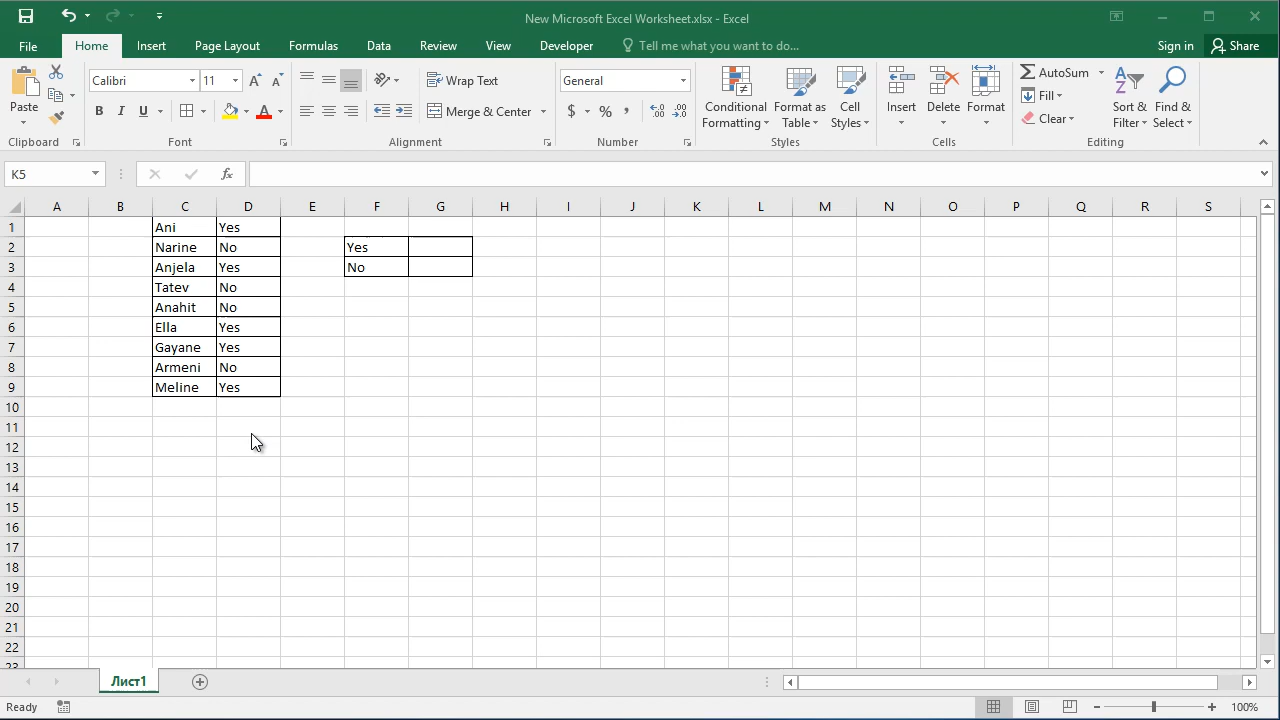 New Microsoft Excel Worksheet.xlsx - Excel
File Home Insert Page Layout Formulas Data Review View Developer Tell me what you want to do... Sign in Share
Paste
Calibri 11
B I U A
Wrap Text
Merge & Center
General
$ % ,
Conditional Formatting
Format as Table
Cell Styles
Insert Delete Format
AutoSum
Fill
Clear
Sort & Filter
Find & Select
Clipboard Font Alignment Number Styles Cells Editing
K5 fx
A B C D E F G H I J K L M N O P Q R S
1 Ani Yes
2 Narine No Yes
3 Anjela Yes No
4 Tatev No
5 Anahit No
6 Ella Yes
7 Gayane Yes
8 Armeni No
9 Meline Yes
10
11
12
13
14
15
16
17
18
19
20
21
22
23
Лист1
Ready 100%